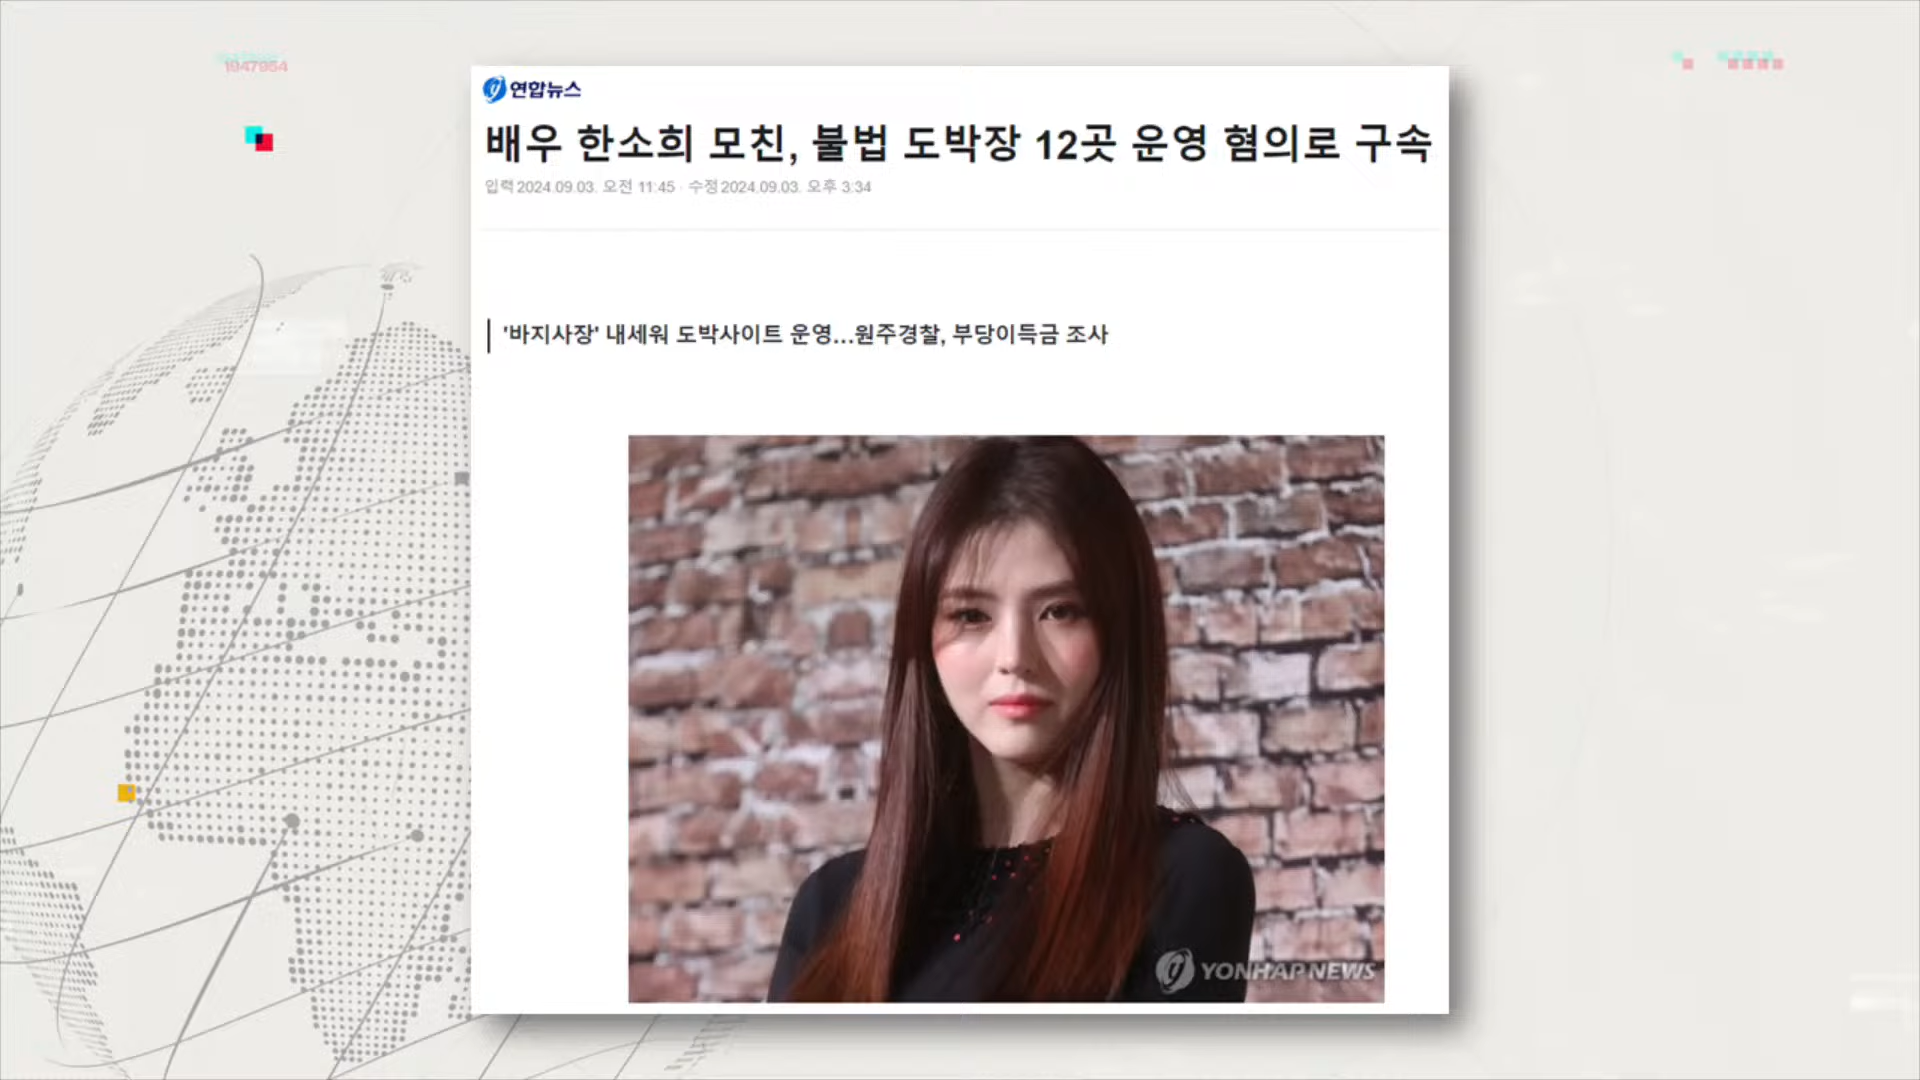 1947954
연합뉴스
배우 한소희 모친, 불법 도박장 12곳 운영 혐의로 구속
입력 2024.09.03. 오전 11:45 · 수정 2024.09.03. 오후 3:34
'바지사장' 내세워 도박사이트 운영...원주경찰, 부당이득금 조사
YONHAP NEWS